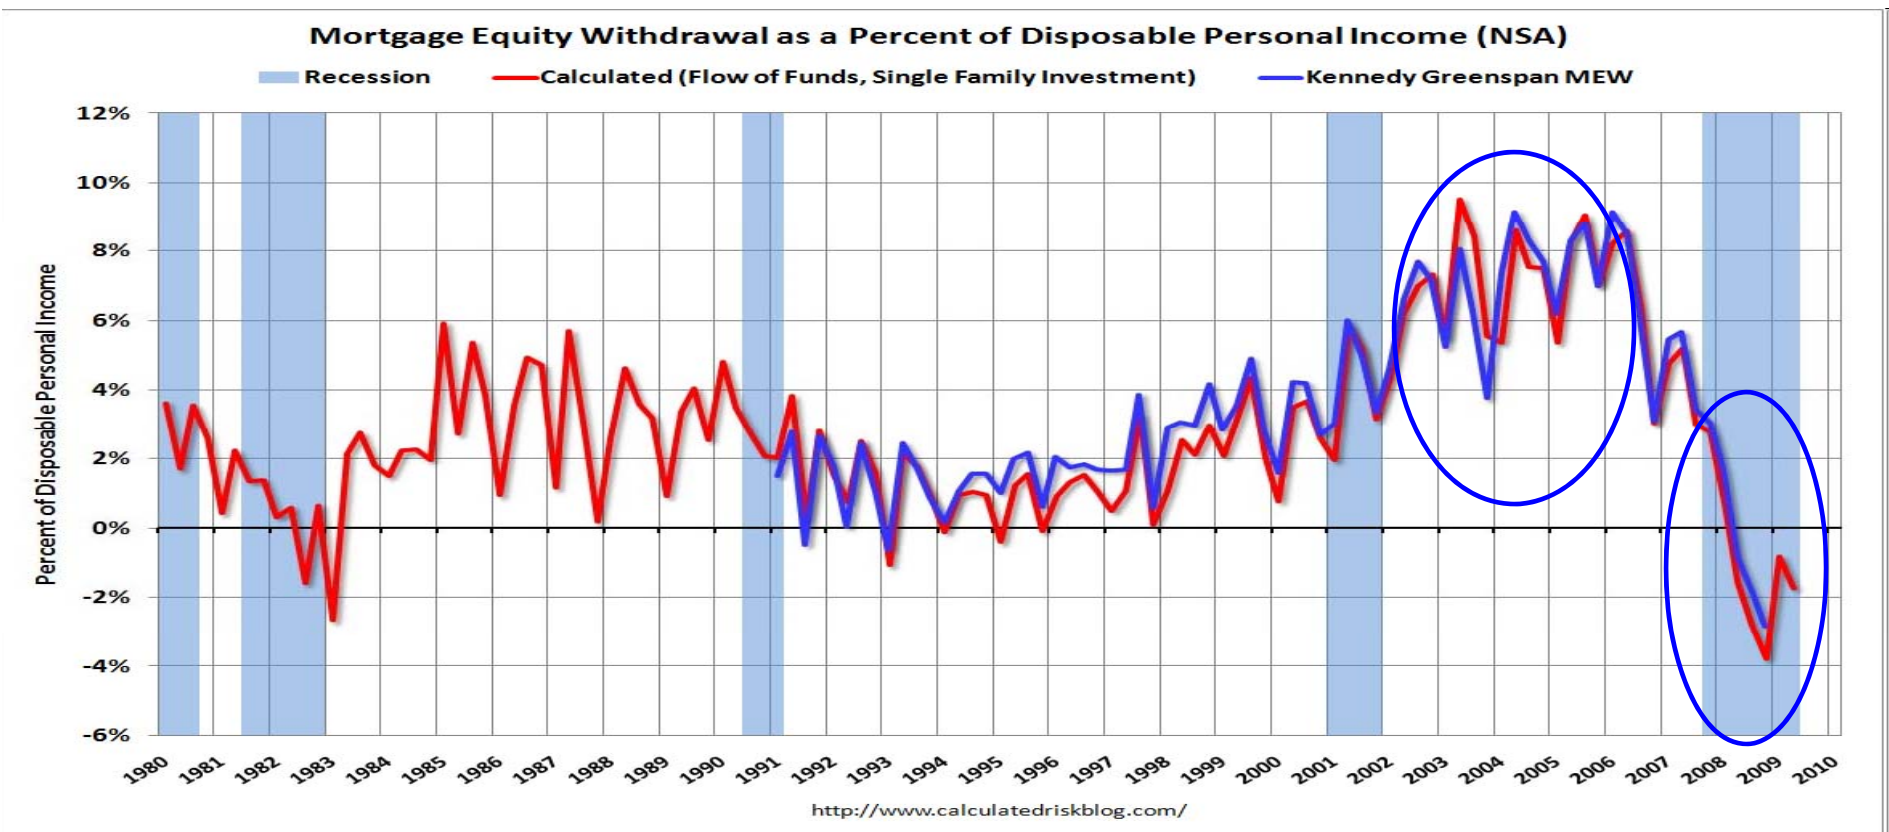 Mortgage Equity Withdrawal as a Percent of Disposable Personal Income (NSA)
Recession Calculated (Flow of Funds, Single Family Investment) Kennedy Greenspan MEW
Percent of Disposable Personal Income
12%
10%
8%
6%
4%
2%
0%
-2%
-4%
-6%
1980 1981 1982 1983 1984 1985 1986 1987 1988 1989 1990 1991 1992 1993 1994 1995 1996 1997 1998 1999 2000 2001 2002 2003 2004 2005 2006 2007 2008 2009 2010
http://www.calculatedriskblog.com/